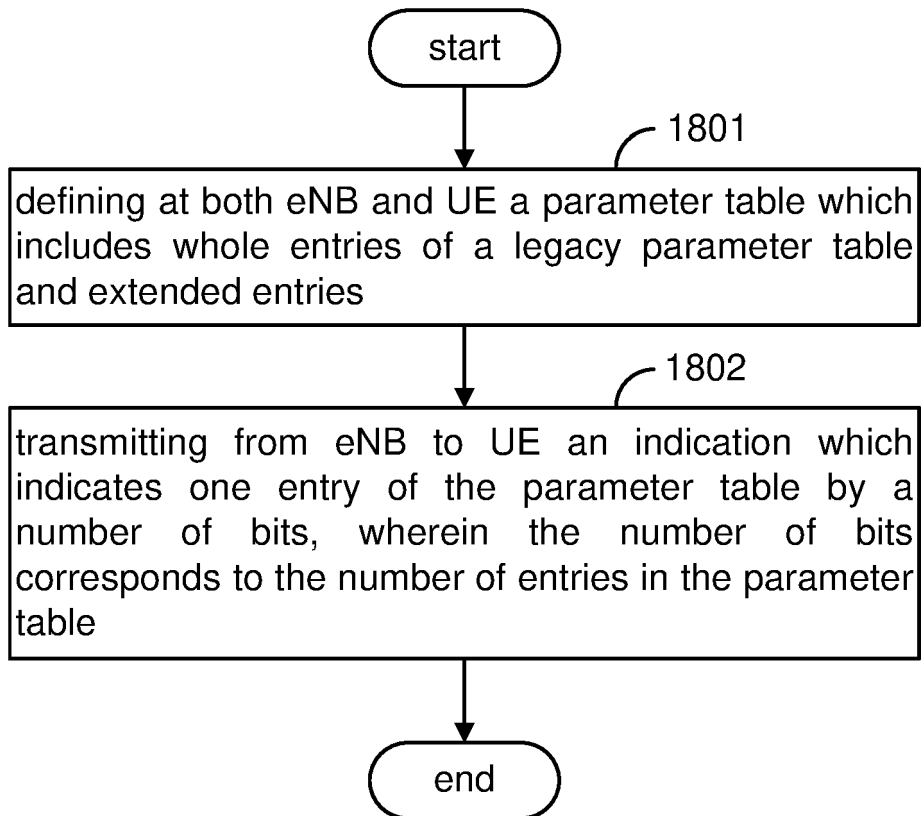 start
1801
defining at both eNB and UE a parameter table which
includes whole entries of a legacy parameter table
and extended entries
1802
transmitting from eNB to UE an indication which
indicates one entry of the parameter table by a
number of bits, wherein the number of bits
corresponds to the number of entries in the parameter
table
end